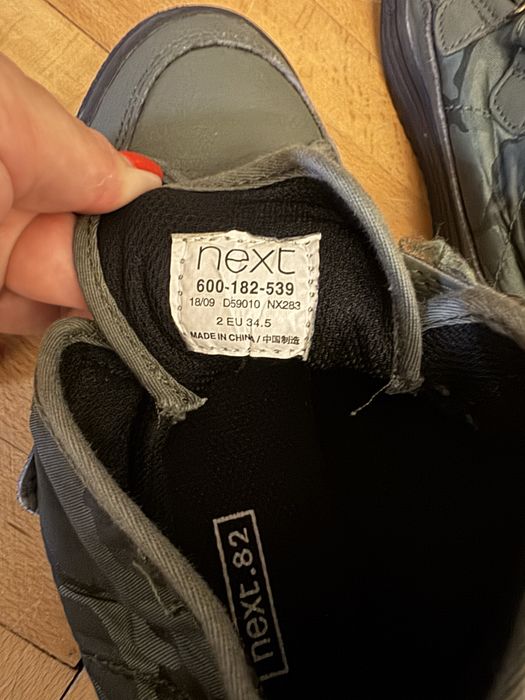 next
600-182-539
18/09 D59010 NX283
2 EU 34.5
MADE IN CHINA / 中国制造
next.82